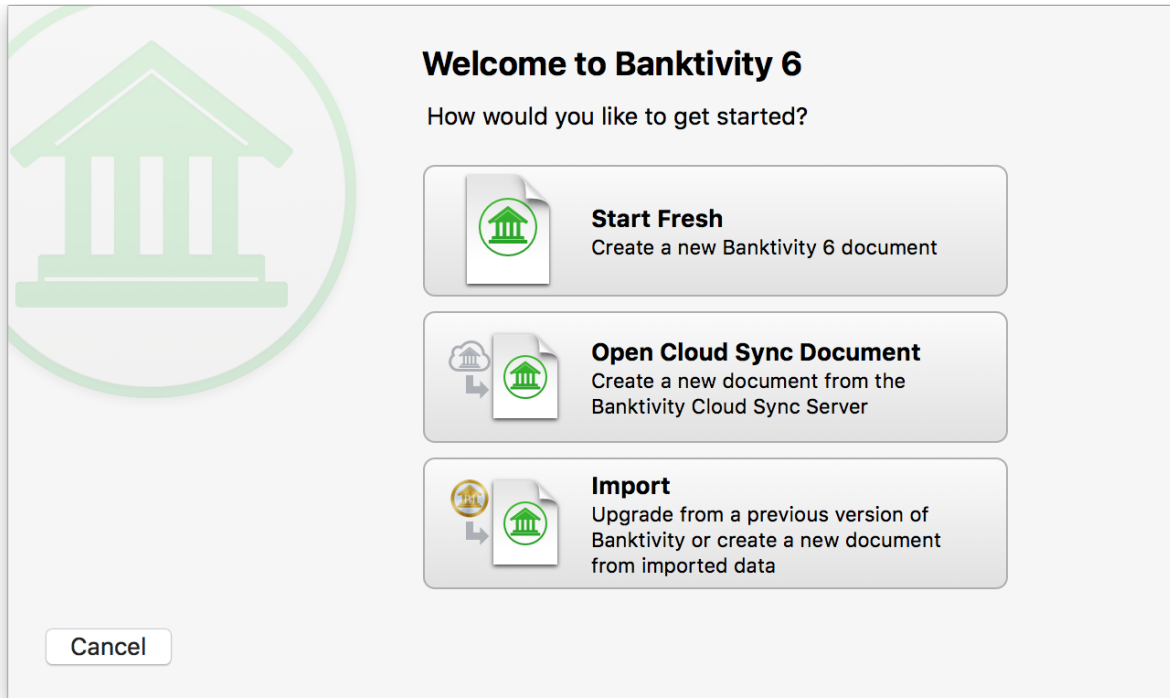 Welcome to Banktivity 6
How would you like to get started?
Start Fresh
Create a new Banktivity 6 document
Open Cloud Sync Document
Create a new document from the
Banktivity Cloud Sync Server
Import
Upgrade from a previous version of
Banktivity or create a new document
from imported data
Cancel